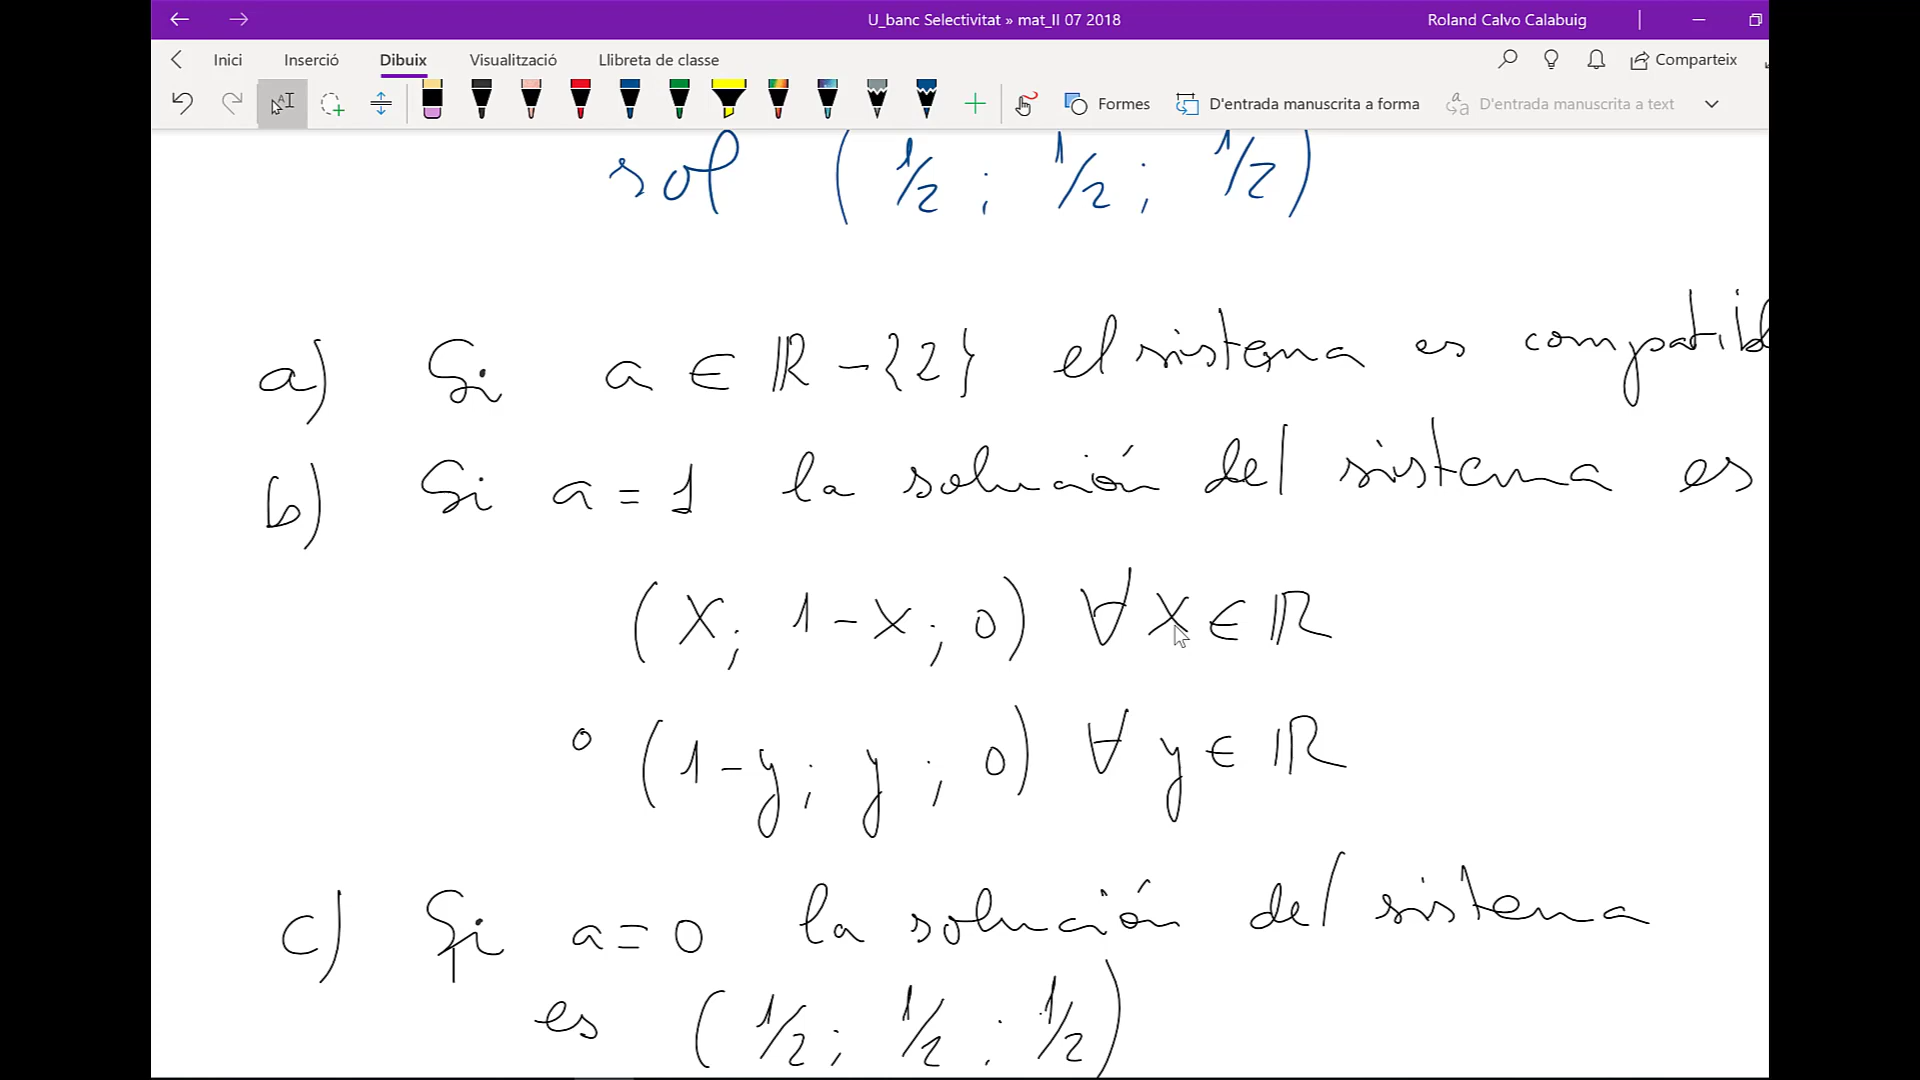 U_banc Selectivitat » mat_II 07 2018
Roland Calvo Calabuig
Inici Inserció Dibuix Visualització Llibreta de classe
Comparteix
Formes D'entrada manuscrita a forma D'entrada manuscrita a text
sol (1/2 ; 1/2 ; 1/2)
a) Si a ∈ ℝ - {2} el sistema es compatib
b) Si a = 1 la solución del sistema es
(x; 1 - x; 0) ∀ x ∈ ℝ
o (1 - y; y; 0) ∀ y ∈ ℝ
c) Si a = 0 la solución del sistema
es (1/2 ; 1/2 ; 1/2)